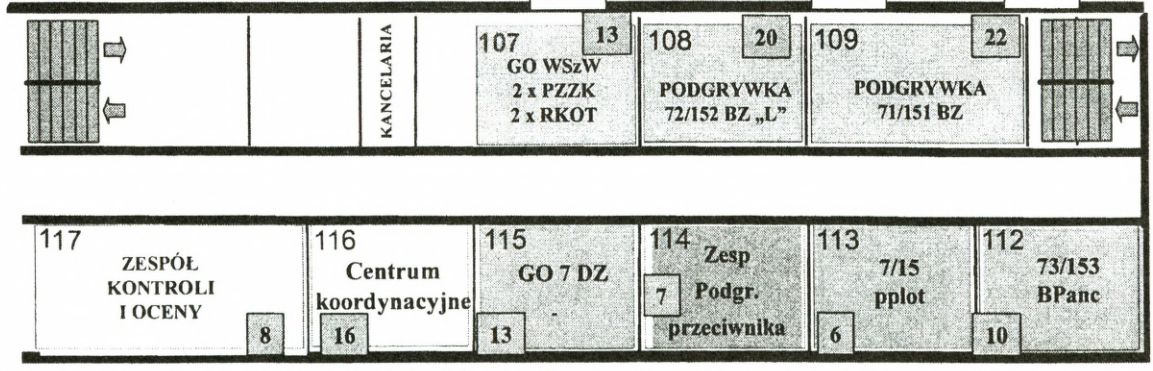 KANCELARIA
107
13
GO WSzW
2 x PZZK
2 x RKOT
108
20
PODGRYWKA
72/152 BZ „L”
109
22
PODGRYWKA
71/151 BZ
117
ZESPÓŁ
KONTROLI
I OCENY
8
116
Centrum
koordynacyjne
16
115
GO 7 DZ
13
114
Zesp
7
Podgr.
przeciwnika
113
7/15
pplot
6
112
73/153
BPanc
10